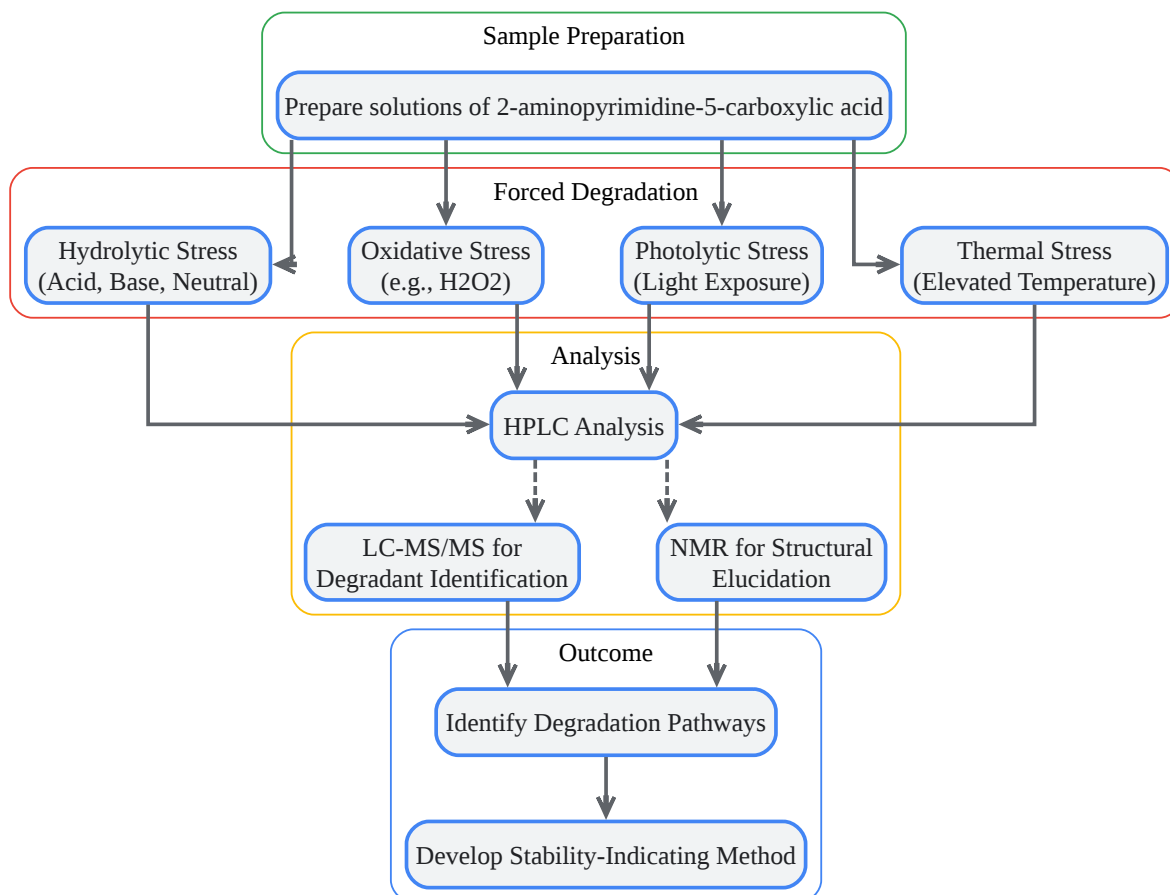 Sample Preparation
Prepare solutions of 2-aminopyrimidine-5-carboxylic acid
Forced Degradation
Hydrolytic Stress
(Acid, Base, Neutral)
Oxidative Stress
(e.g., H2O2)
Photolytic Stress
(Light Exposure)
Thermal Stress
(Elevated Temperature)
Analysis
HPLC Analysis
LC-MS/MS for
Degradant Identification
NMR for Structural
Elucidation
Outcome
Identify Degradation Pathways
Develop Stability-Indicating Method